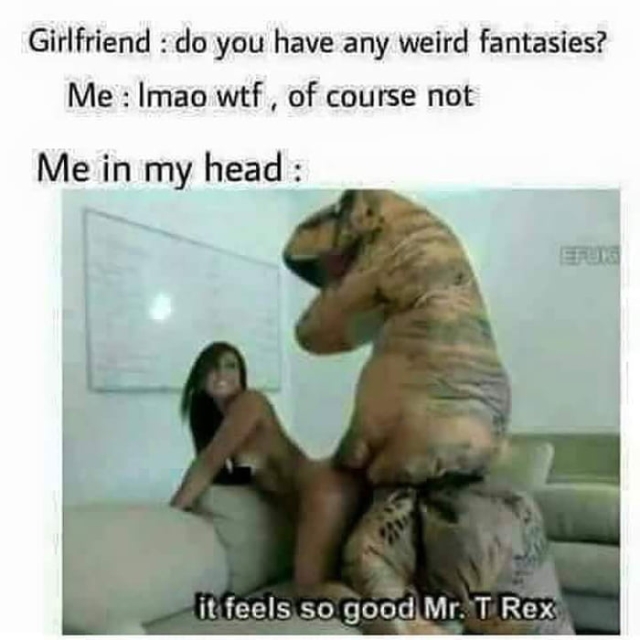 Girlfriend : do you have any weird fantasies?
Me : lmao wtf , of course not
Me in my head :
it feels so good Mr. T Rex